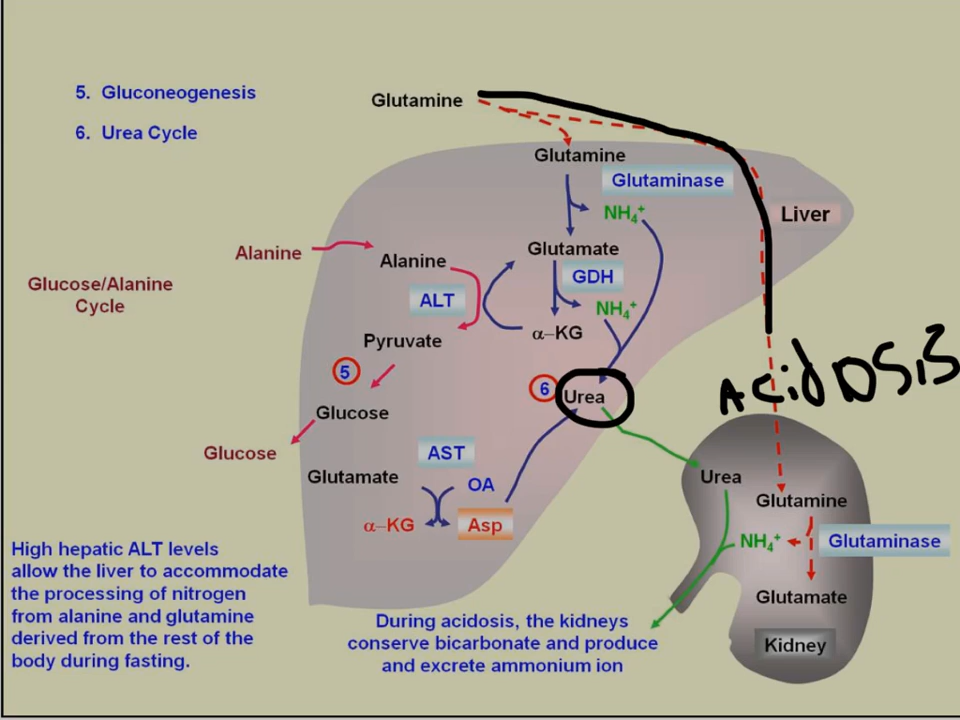 5. Gluconeogenesis
6. Urea Cycle
Glutamine
Glutamine
Glutaminase
NH₄⁺
Liver
Glutamate
GDH
NH₄⁺
α–KG
Alanine
Alanine
ALT
Glucose/Alanine
Cycle
Pyruvate
5
Glucose
Glucose
6
Urea
ACidOSiS
AST
Glutamate
OA
α–KG
Asp
Urea
Glutamine
NH₄⁺
Glutaminase
Glutamate
Kidney
High hepatic ALT levels
allow the liver to accommodate
the processing of nitrogen
from alanine and glutamine
derived from the rest of the
body during fasting.
During acidosis, the kidneys
conserve bicarbonate and produce
and excrete ammonium ion